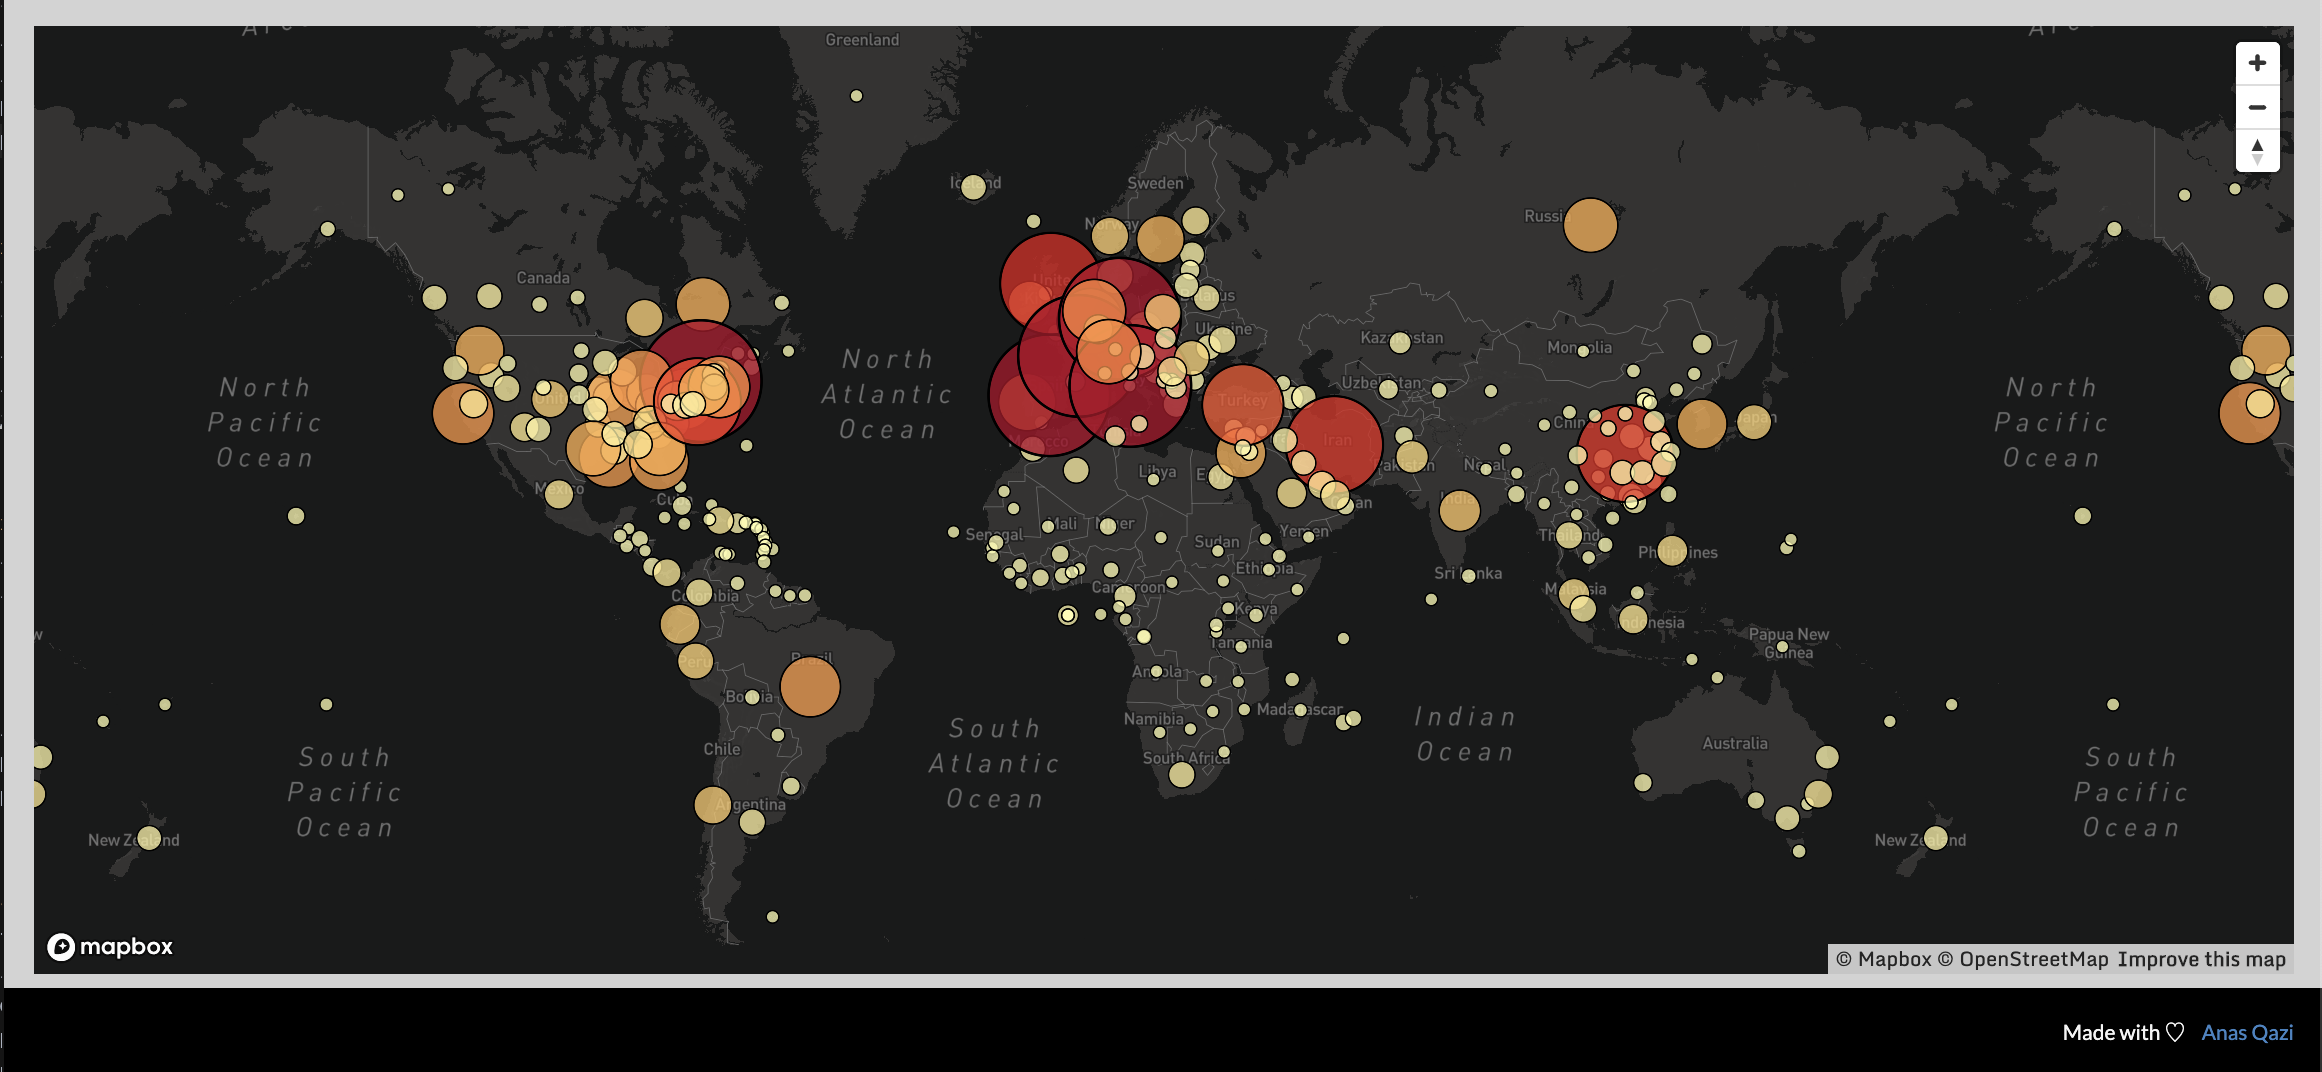 Greenland
Iceland
Sweden
Norway
Russia
Canada
Belarus
Ukraine
Kazakhstan
Mongolia
North
Pacific
Ocean
North
Atlantic
Ocean
Uzbekistan
Turkey
Iran
China
Japan
North
Pacific
Ocean
Morocco
Mexico
Cuba
Libya
Egypt
Pakistan
Nepal
India
Oman
Mali
Niger
Senegal
Sudan
Yemen
Thailand
Philippines
Ethiopia
Sri Lanka
Cameroon
Colombia
Malaysia
Kenya
Indonesia
Papua New
Guinea
Tanzania
Brazil
Peru
Angola
Bolivia
Namibia
Madagascar
Indian
Ocean
South
Atlantic
Ocean
Chile
South Africa
Australia
South
Pacific
Ocean
South
Pacific
Ocean
Argentina
New Zealand
New Zealand
mapbox
© Mapbox © OpenStreetMap Improve this map
Made with ♡ Anas Qazi